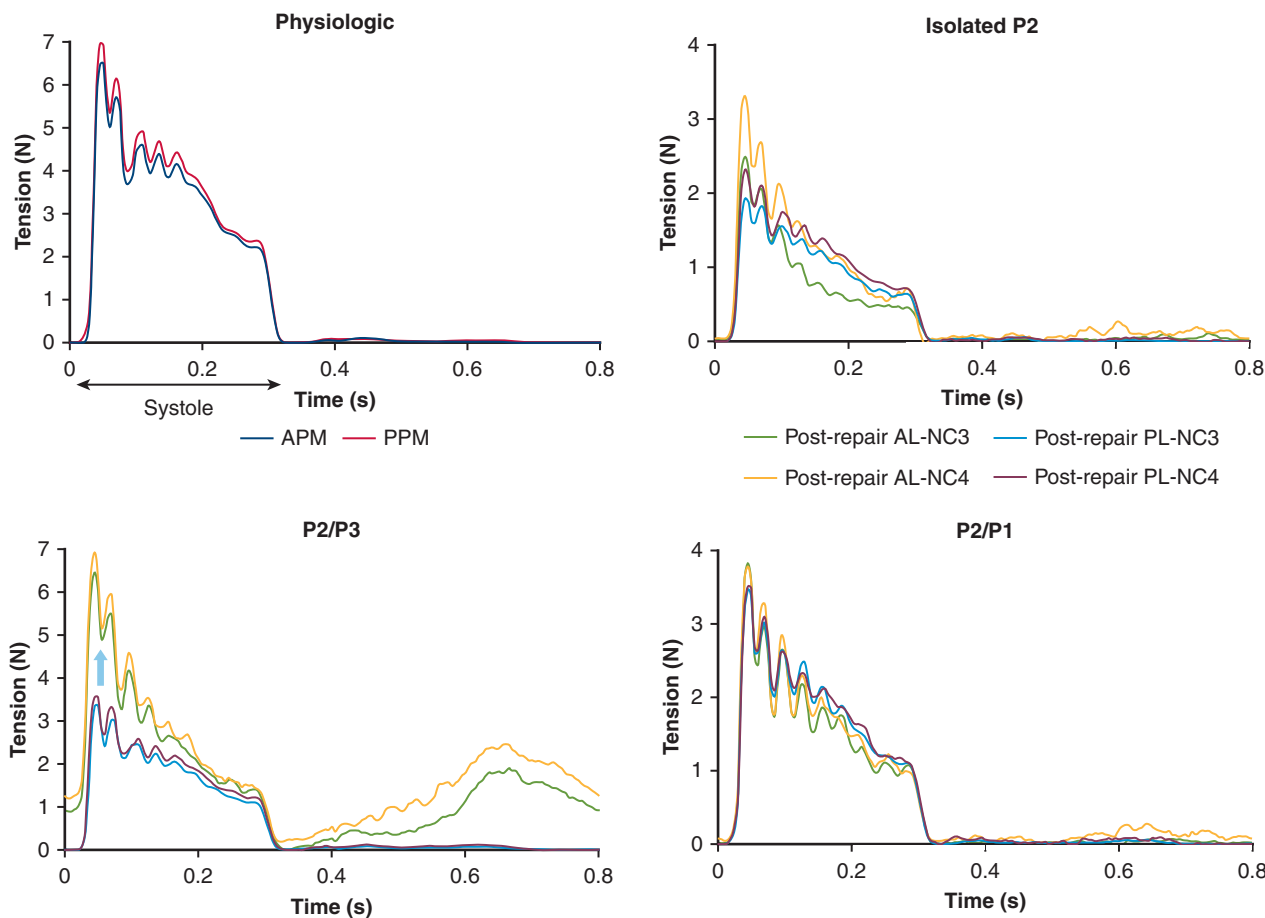 Physiologic
Tension (N)
7
6
5
4
3
2
1
0
0
0.2
0.4
0.6
0.8
Systole
Time (s)
APM
PPM
Isolated P2
Tension (N)
4
3
2
1
0
0
0.2
0.4
0.6
0.8
Time (s)
Post-repair AL-NC3
Post-repair PL-NC3
Post-repair AL-NC4
Post-repair PL-NC4
P2/P3
Tension (N)
7
6
5
4
3
2
1
0
0
0.2
0.4
0.6
0.8
Time (s)
P2/P1
Tension (N)
4
3
2
1
0
0
0.2
0.4
0.6
0.8
Time (s)